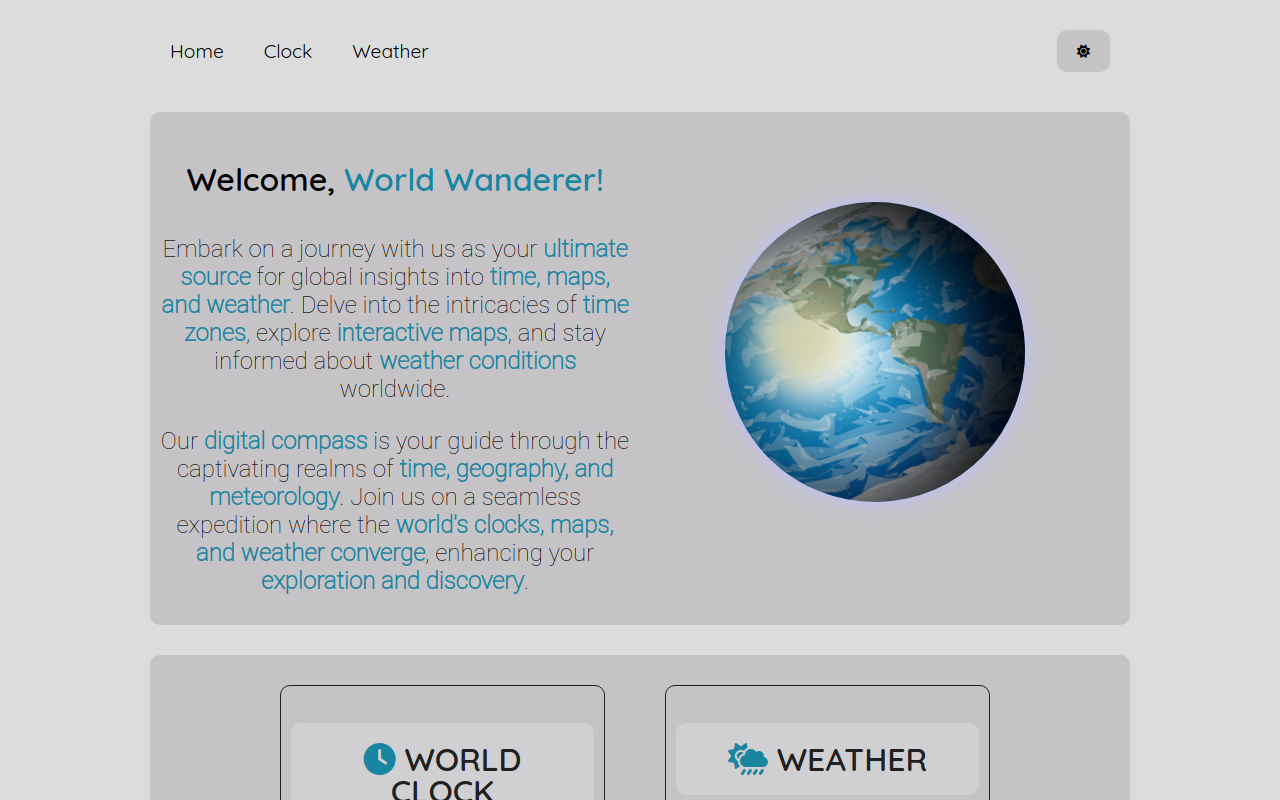 Home Clock Weather
Welcome, World Wanderer!
Embark on a journey with us as your ultimate
source for global insights into time, maps,
and weather. Delve into the intricacies of time
zones, explore interactive maps, and stay
informed about weather conditions
worldwide.
Our digital compass is your guide through the
captivating realms of time, geography, and
meteorology. Join us on a seamless
expedition where the world's clocks, maps,
and weather converge, enhancing your
exploration and discovery.
WORLD
CLOCK
WEATHER